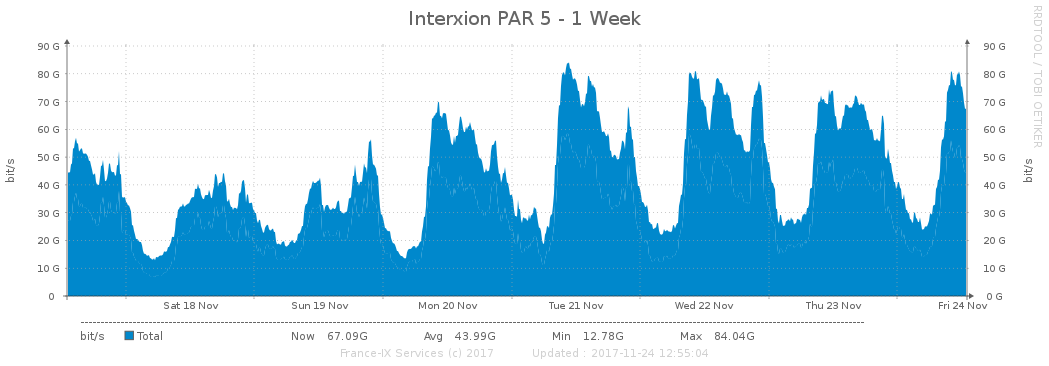 Interxion PAR 5 - 1 Week
RRDTOOL / TOBI OETIKER
bit/s
bit/s
90 G 90 G
80 G 80 G
70 G 70 G
60 G 60 G
50 G 50 G
40 G 40 G
30 G 30 G
20 G 20 G
10 G 10 G
0 0 G
Sat 18 Nov Sun 19 Nov Mon 20 Nov Tue 21 Nov Wed 22 Nov Thu 23 Nov Fri 24 Nov
bit/s Total Now 67.09G Avg 43.99G Min 12.78G Max 84.04G
France-IX Services (c) 2017 Updated : 2017-11-24 12:55:04